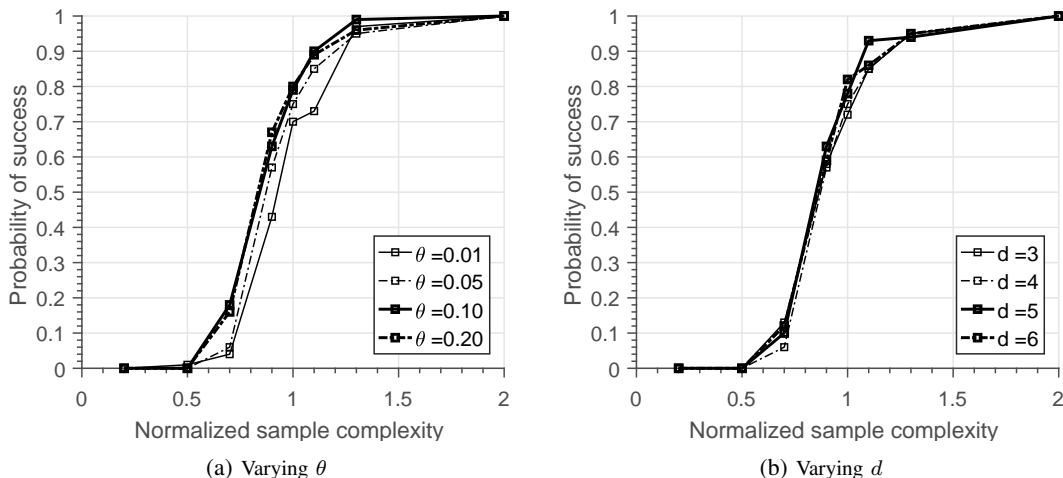 1
0.9
0.8
0.7
0.6
0.5
0.4
0.3
0.2
0.1
0
Probability of success
0 0.5 1 1.5 2
Normalized sample complexity
θ =0.01
θ =0.05
θ =0.10
θ =0.20
(a) Varying θ
1
0.9
0.8
0.7
0.6
0.5
0.4
0.3
0.2
0.1
0
Probability of success
0 0.5 1 1.5 2
Normalized sample complexity
d =3
d =4
d =5
d =6
(b) Varying d